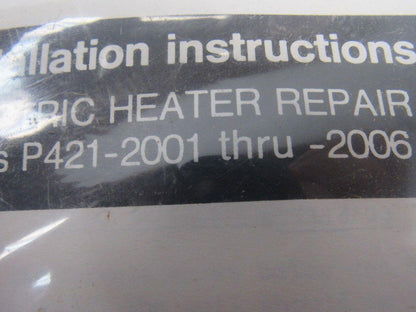 allation instructions
RIC HEATER REPAIR
s P421-2001 thru -2006